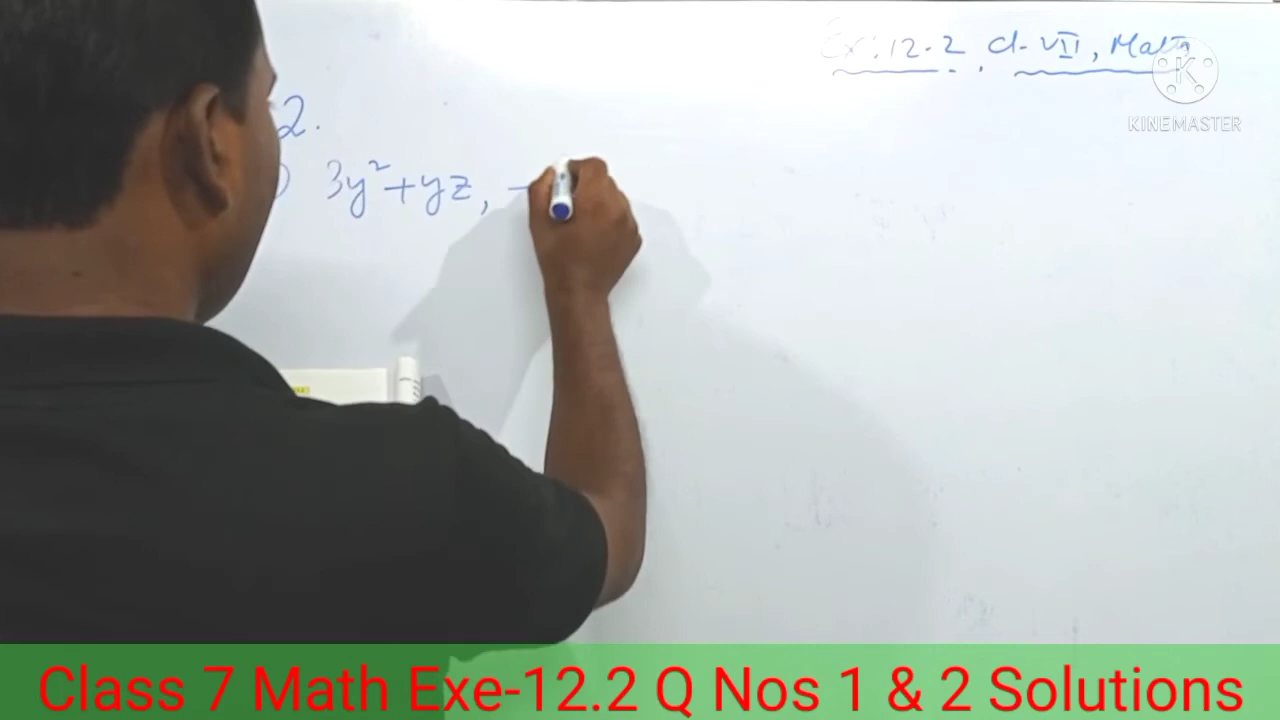 Ex: 12.2, Cl-VII, Math
KINEMASTER
2.
) 3y²+yz, -
Class 7 Math Exe-12.2 Q Nos 1 & 2 Solutions